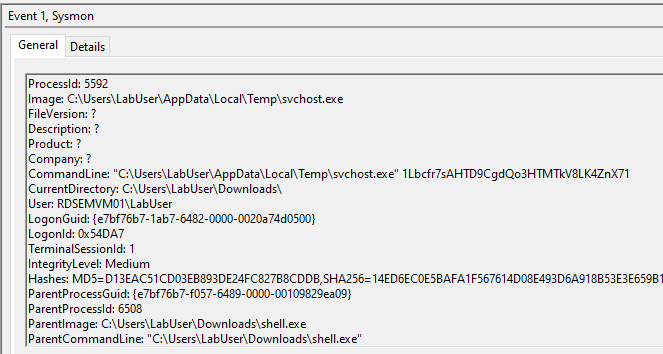 Event 1, Sysmon
General Details
ProcessId: 5592
Image: C:\Users\LabUser\AppData\Local\Temp\svchost.exe
FileVersion: ?
Description: ?
Product: ?
Company: ?
CommandLine: "C:\Users\LabUser\AppData\Local\Temp\svchost.exe" 1Lbcfr7sAHTD9CgdQo3HTMTkV8LK4ZnX71
CurrentDirectory: C:\Users\LabUser\Downloads\
User: RDSEMVM01\LabUser
LogonGuid: {e7bf76b7-1ab7-6482-0000-0020a74d0500}
LogonId: 0x54DA7
TerminalSessionId: 1
IntegrityLevel: Medium
Hashes: MD5=D13EAC51CD03EB893DE24FC827B8CDDB,SHA256=14ED6EC0E5BAFA1F567614D08E493D6A918B53E3E659B1
ParentProcessGuid: {e7bf76b7-f057-6489-0000-00109829ea09}
ParentProcessId: 6508
ParentImage: C:\Users\LabUser\Downloads\shell.exe
ParentCommandLine: "C:\Users\LabUser\Downloads\shell.exe"